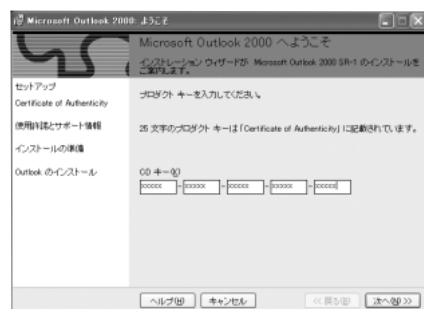 Microsoft Outlook 2000: ようこそ
Microsoft Outlook 2000 へようこそ
インストレーション ウィザードが Microsoft Outlook 2000 SR-1 のインストールを
ご案内します。
セットアップ
Certificate of Authenticity
使用許諾とサポート情報
インストールの準備
Outlook のインストール
プロダクト キーを入力してください。
25 文字のプロダクト キーは「Certificate of Authenticity」に記載されています。
CD キー(K)
xxxxx - xxxxx - xxxxx - xxxxx - xxxxx
ヘルプ(H) キャンセル << 戻る(B) 次へ(N) >>